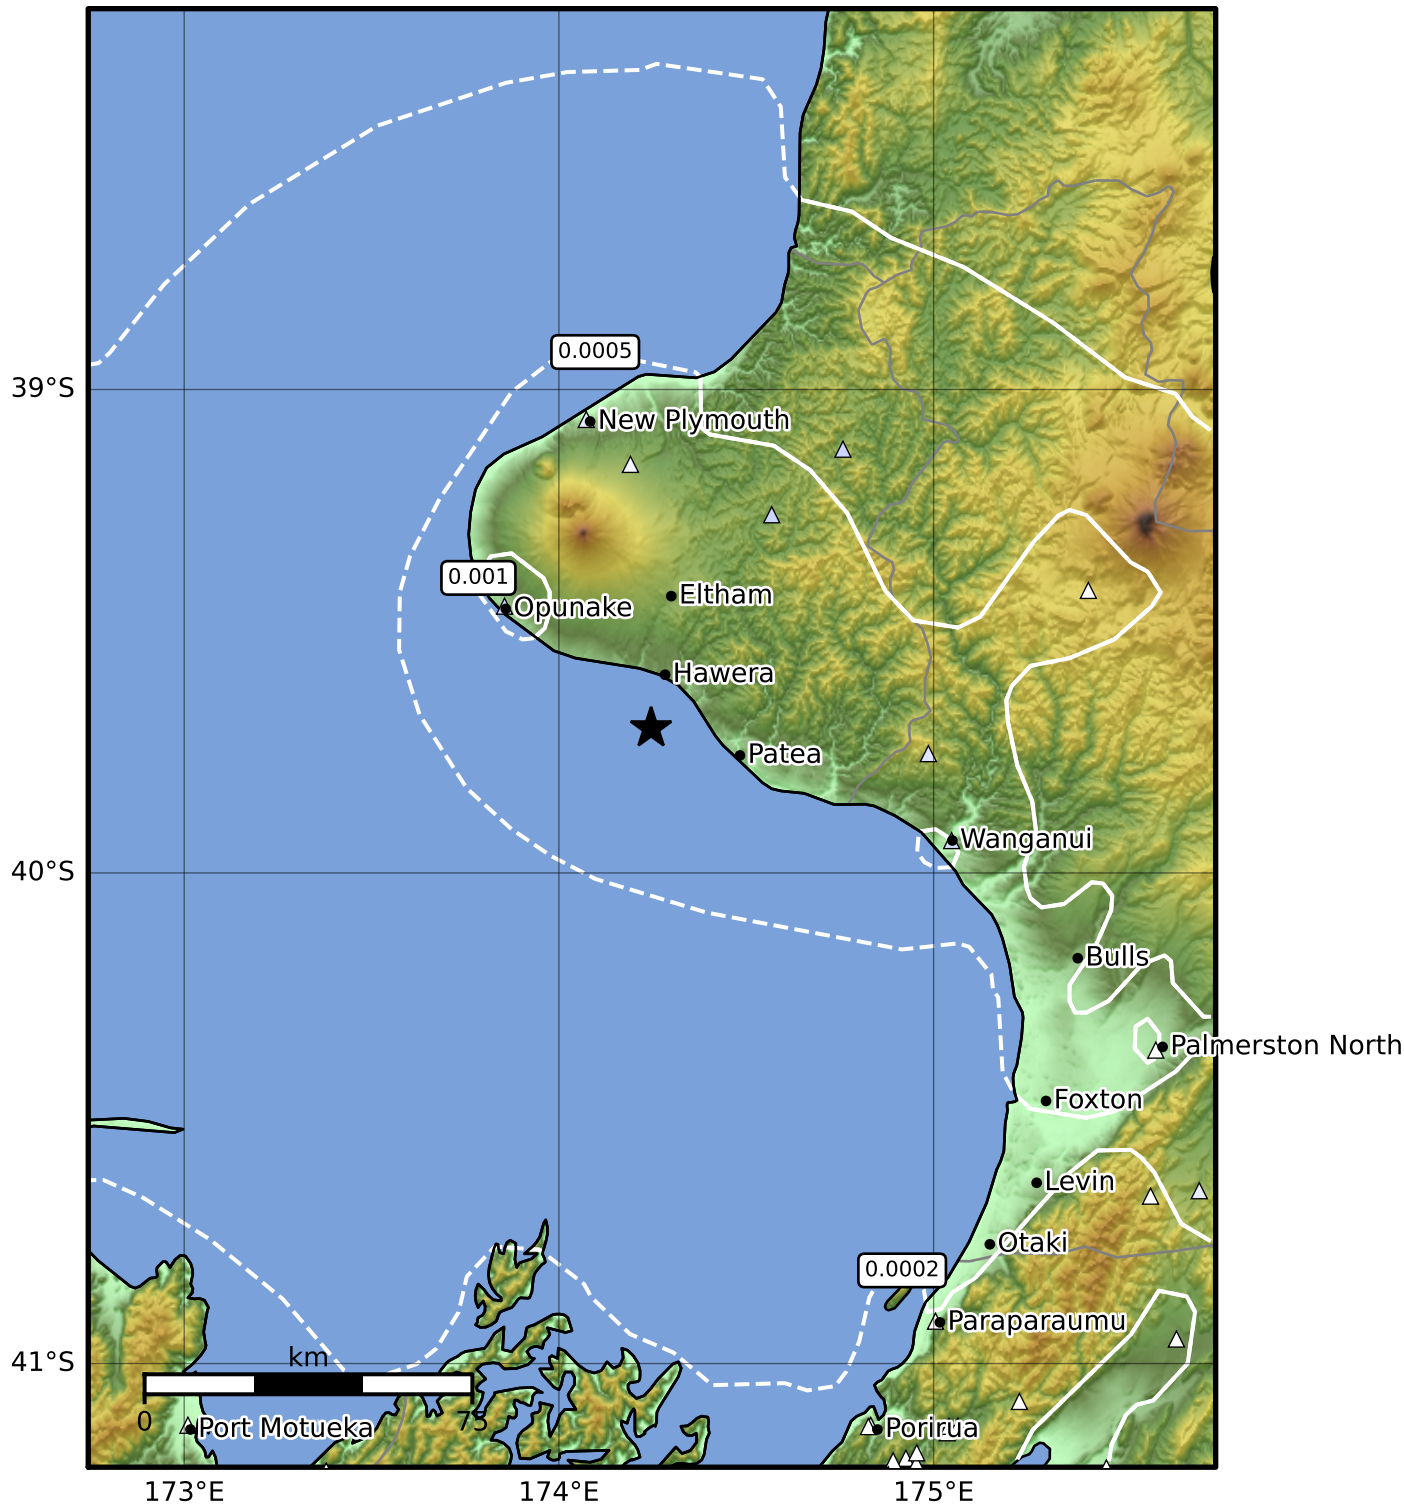 0.0005
39°S
New Plymouth
0.001
Opunake
Eltham
Hawera
Patea
Wanganui
40°S
Bulls
Palmerston North
Foxton
Levin
Otaki
0.0002
Paraparaumu
41°S
km
0
75
Port Motueka
Porirua
173°E
174°E
175°E